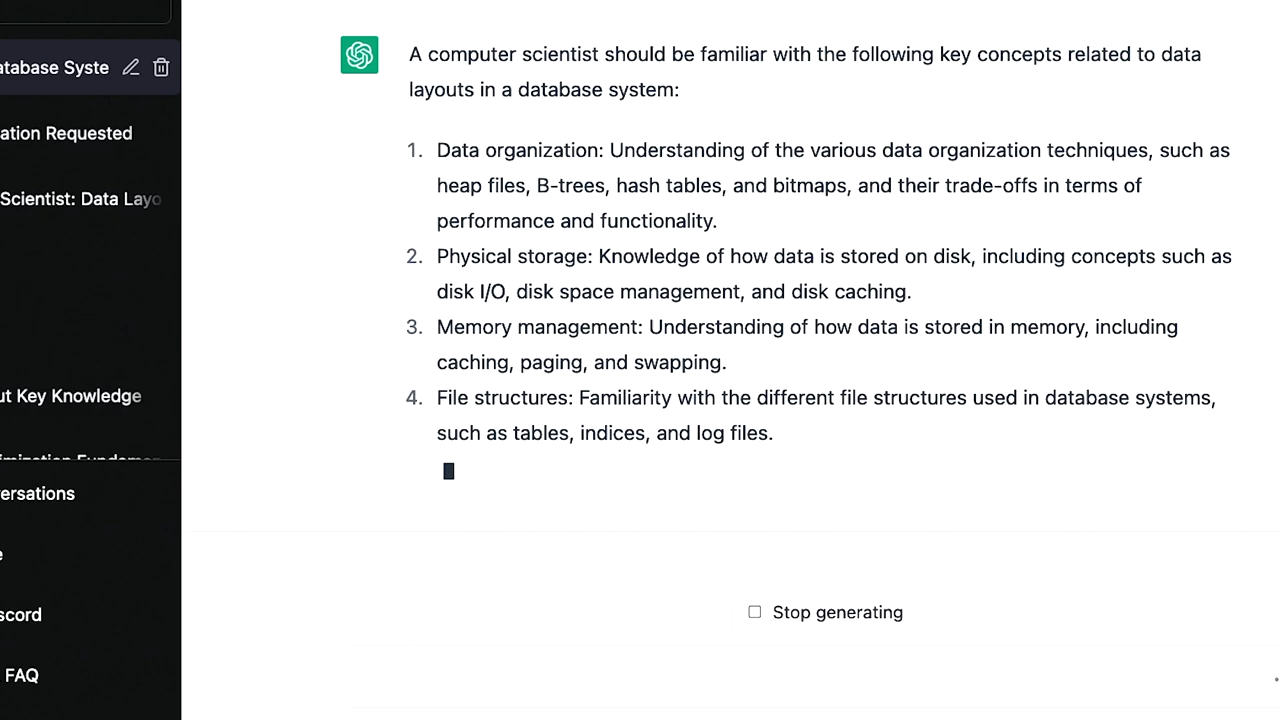 atabase Syste
ation Requested
Scientist: Data Layo
ut Key Knowledge
ersations
e
scord
FAQ
A computer scientist should be familiar with the following key concepts related to data
layouts in a database system:
1. Data organization: Understanding of the various data organization techniques, such as
heap files, B-trees, hash tables, and bitmaps, and their trade-offs in terms of
performance and functionality.
2. Physical storage: Knowledge of how data is stored on disk, including concepts such as
disk I/O, disk space management, and disk caching.
3. Memory management: Understanding of how data is stored in memory, including
caching, paging, and swapping.
4. File structures: Familiarity with the different file structures used in database systems,
such as tables, indices, and log files.
Stop generating